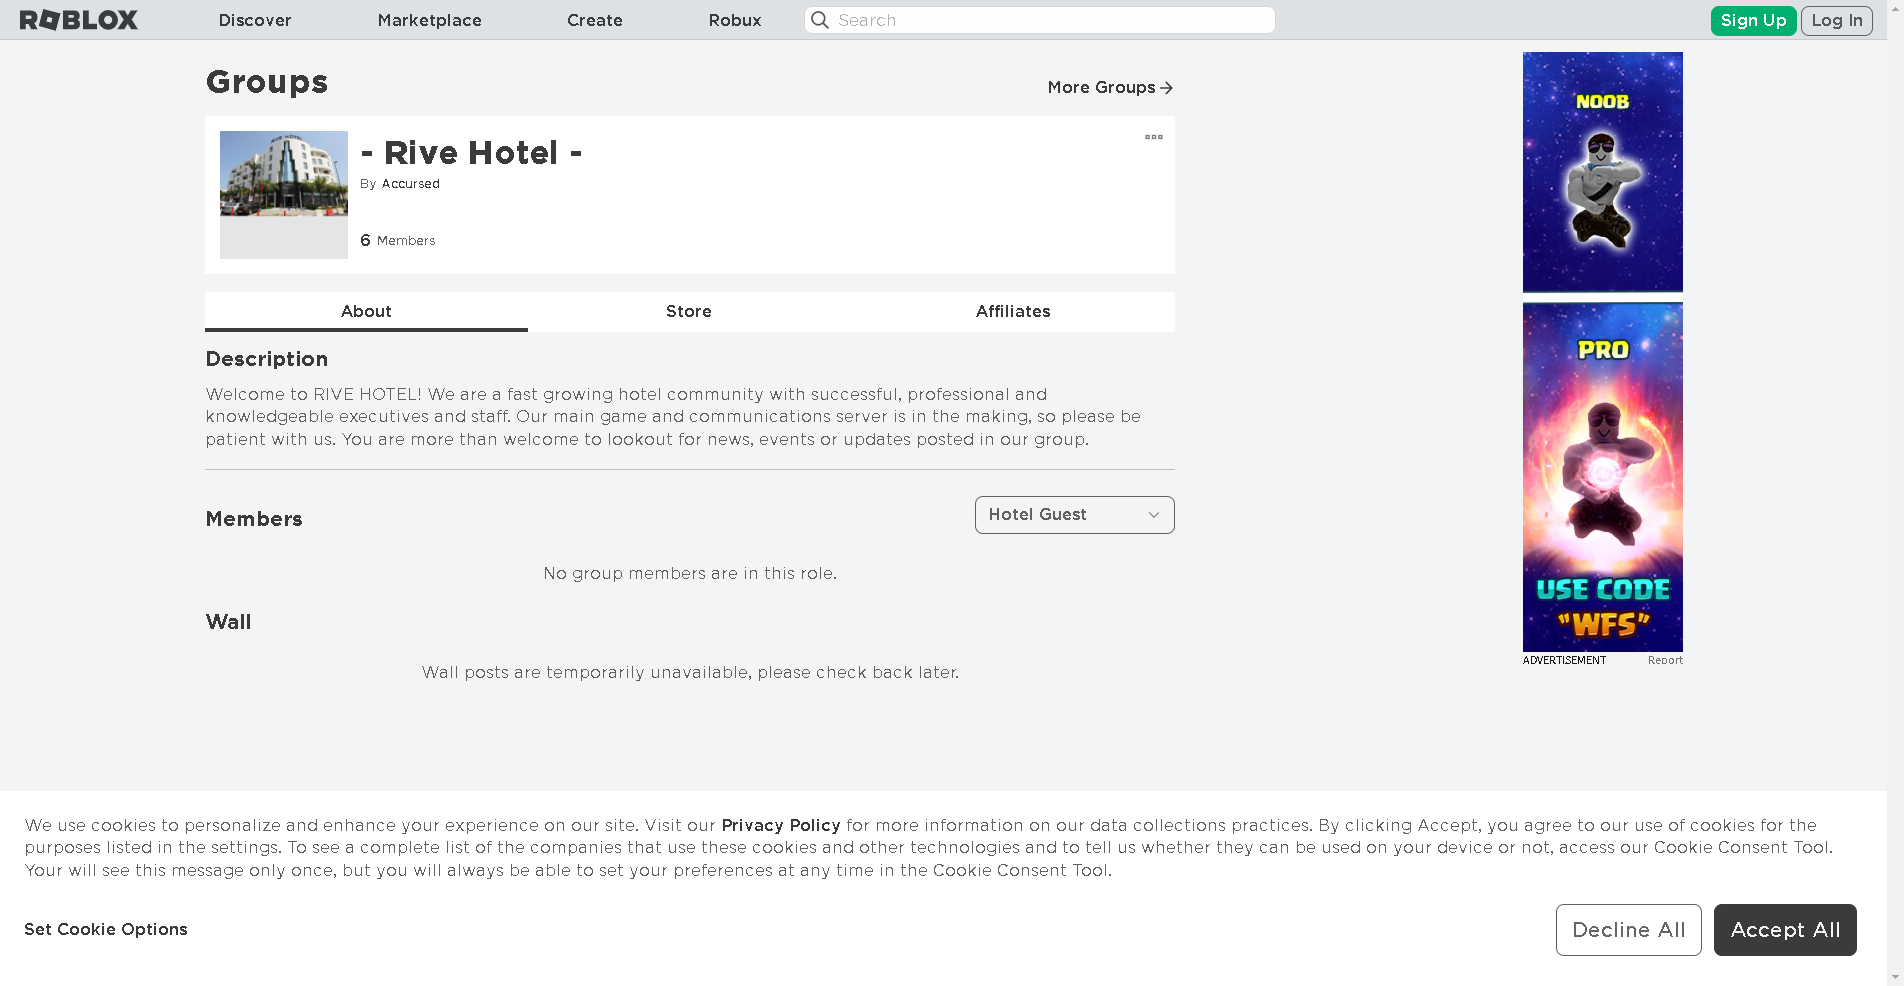 ROBLOX
Discover
Marketplace
Create
Robux
Search
Sign Up
Log In
Groups
More Groups
RIVE HOTEL
- Rive Hotel -
By Accursed
6 Members
About
Store
Affiliates
Description
Welcome to RIVE HOTEL! We are a fast growing hotel community with successful, professional and
knowledgeable executives and staff. Our main game and communications server is in the making, so please be
patient with us. You are more than welcome to lookout for news, events or updates posted in our group.
Members
Hotel Guest
No group members are in this role.
Wall
Wall posts are temporarily unavailable, please check back later.
NOOB
PRO
USE CODE
"WFS"
ADVERTISEMENT
Report
We use cookies to personalize and enhance your experience on our site. Visit our Privacy Policy for more information on our data collections practices. By clicking Accept, you agree to our use of cookies for the
purposes listed in the settings. To see a complete list of the companies that use these cookies and other technologies and to tell us whether they can be used on your device or not, access our Cookie Consent Tool.
Your will see this message only once, but you will always be able to set your preferences at any time in the Cookie Consent Tool.
Set Cookie Options
Decline All
Accept All